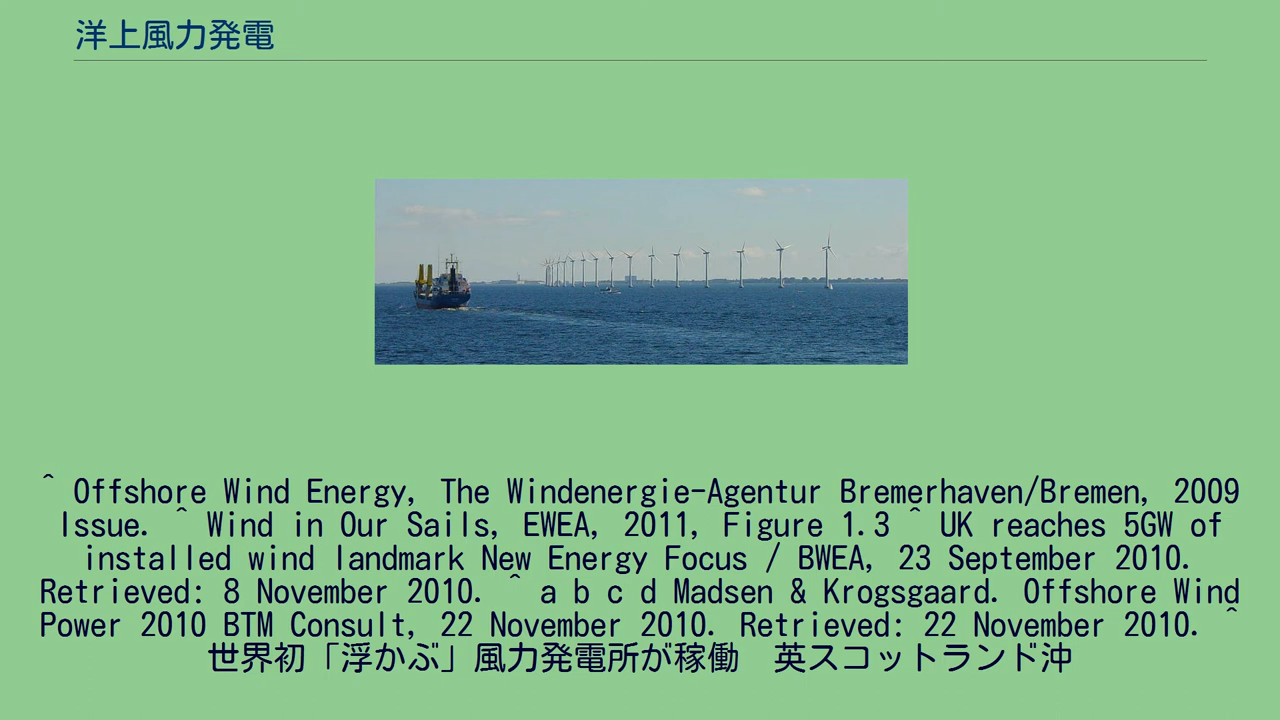 洋上風力発電
^ Offshore Wind Energy, The Windenergie-Agentur Bremerhaven/Bremen, 2009
Issue. ^ Wind in Our Sails, EWEA, 2011, Figure 1.3 ^ UK reaches 5GW of
installed wind landmark New Energy Focus / BWEA, 23 September 2010.
Retrieved: 8 November 2010. ^ a b c d Madsen & Krogsgaard. Offshore Wind
Power 2010 BTM Consult, 22 November 2010. Retrieved: 22 November 2010. ^
世界初「浮かぶ」風力発電所が稼働　英スコットランド沖